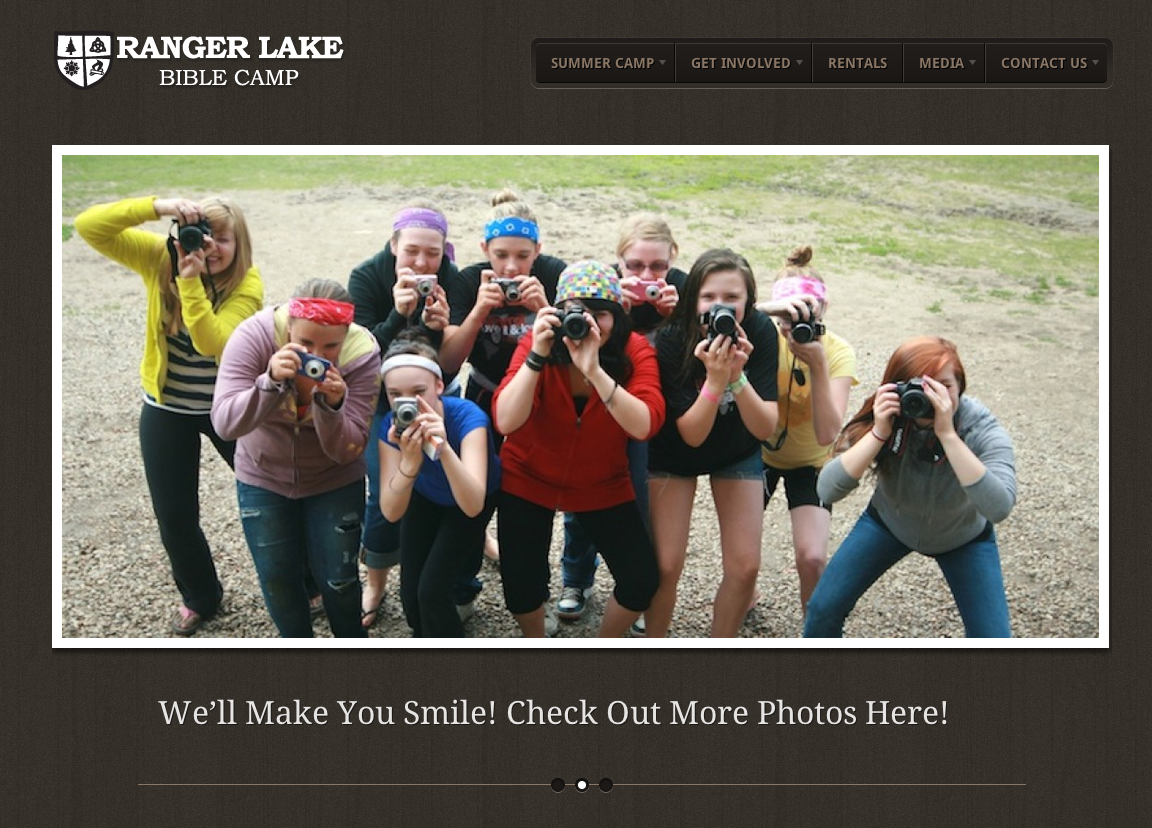 RANGER LAKE
BIBLE CAMP
SUMMER CAMP
GET INVOLVED
RENTALS
MEDIA
CONTACT US
We’ll Make You Smile! Check Out More Photos Here!